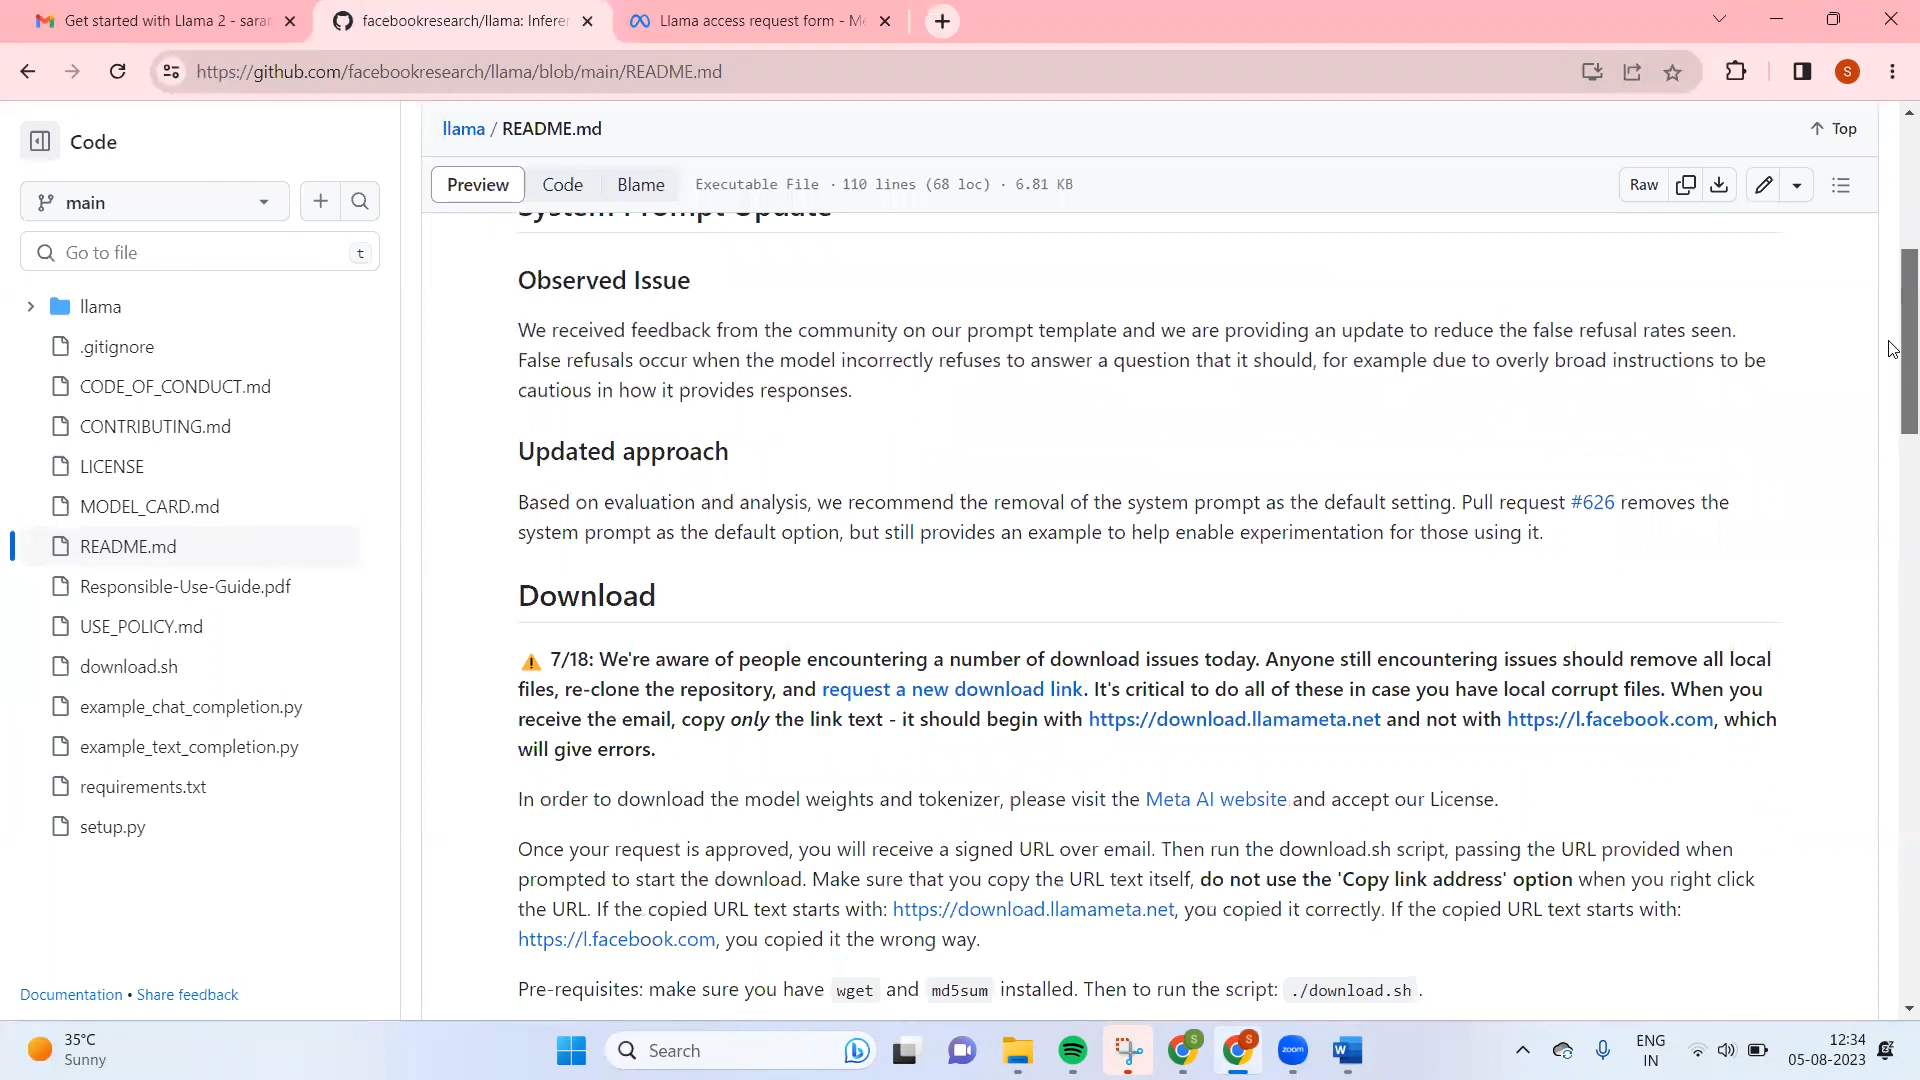 Get started with Llama 2 - saran
facebookresearch/llama: Inferen
Llama access request form - Me
https://github.com/facebookresearch/llama/blob/main/README.md
S
Code
main
Go to file
t
llama
.gitignore
CODE_OF_CONDUCT.md
CONTRIBUTING.md
LICENSE
MODEL_CARD.md
README.md
Responsible-Use-Guide.pdf
USE_POLICY.md
download.sh
example_chat_completion.py
example_text_completion.py
requirements.txt
setup.py
Documentation • Share feedback
llama / README.md
Top
Preview Code Blame Executable File · 110 lines (68 loc) · 6.81 KB
Raw
System Prompt Update
Observed Issue
We received feedback from the community on our prompt template and we are providing an update to reduce the false refusal rates seen.
False refusals occur when the model incorrectly refuses to answer a question that it should, for example due to overly broad instructions to be
cautious in how it provides responses.
Updated approach
Based on evaluation and analysis, we recommend the removal of the system prompt as the default setting. Pull request #626 removes the
system prompt as the default option, but still provides an example to help enable experimentation for those using it.
Download
⚠️ 7/18: We're aware of people encountering a number of download issues today. Anyone still encountering issues should remove all local
files, re-clone the repository, and request a new download link. It's critical to do all of these in case you have local corrupt files. When you
receive the email, copy only the link text - it should begin with https://download.llamameta.net and not with https://l.facebook.com, which
will give errors.
In order to download the model weights and tokenizer, please visit the Meta AI website and accept our License.
Once your request is approved, you will receive a signed URL over email. Then run the download.sh script, passing the URL provided when
prompted to start the download. Make sure that you copy the URL text itself, do not use the 'Copy link address' option when you right click
the URL. If the copied URL text starts with: https://download.llamameta.net, you copied it correctly. If the copied URL text starts with:
https://l.facebook.com, you copied it the wrong way.
Pre-requisites: make sure you have wget and md5sum installed. Then to run the script: ./download.sh .
35°C
Sunny
Search
S
S
zoom
W
ENG
IN
12:34
05-08-2023